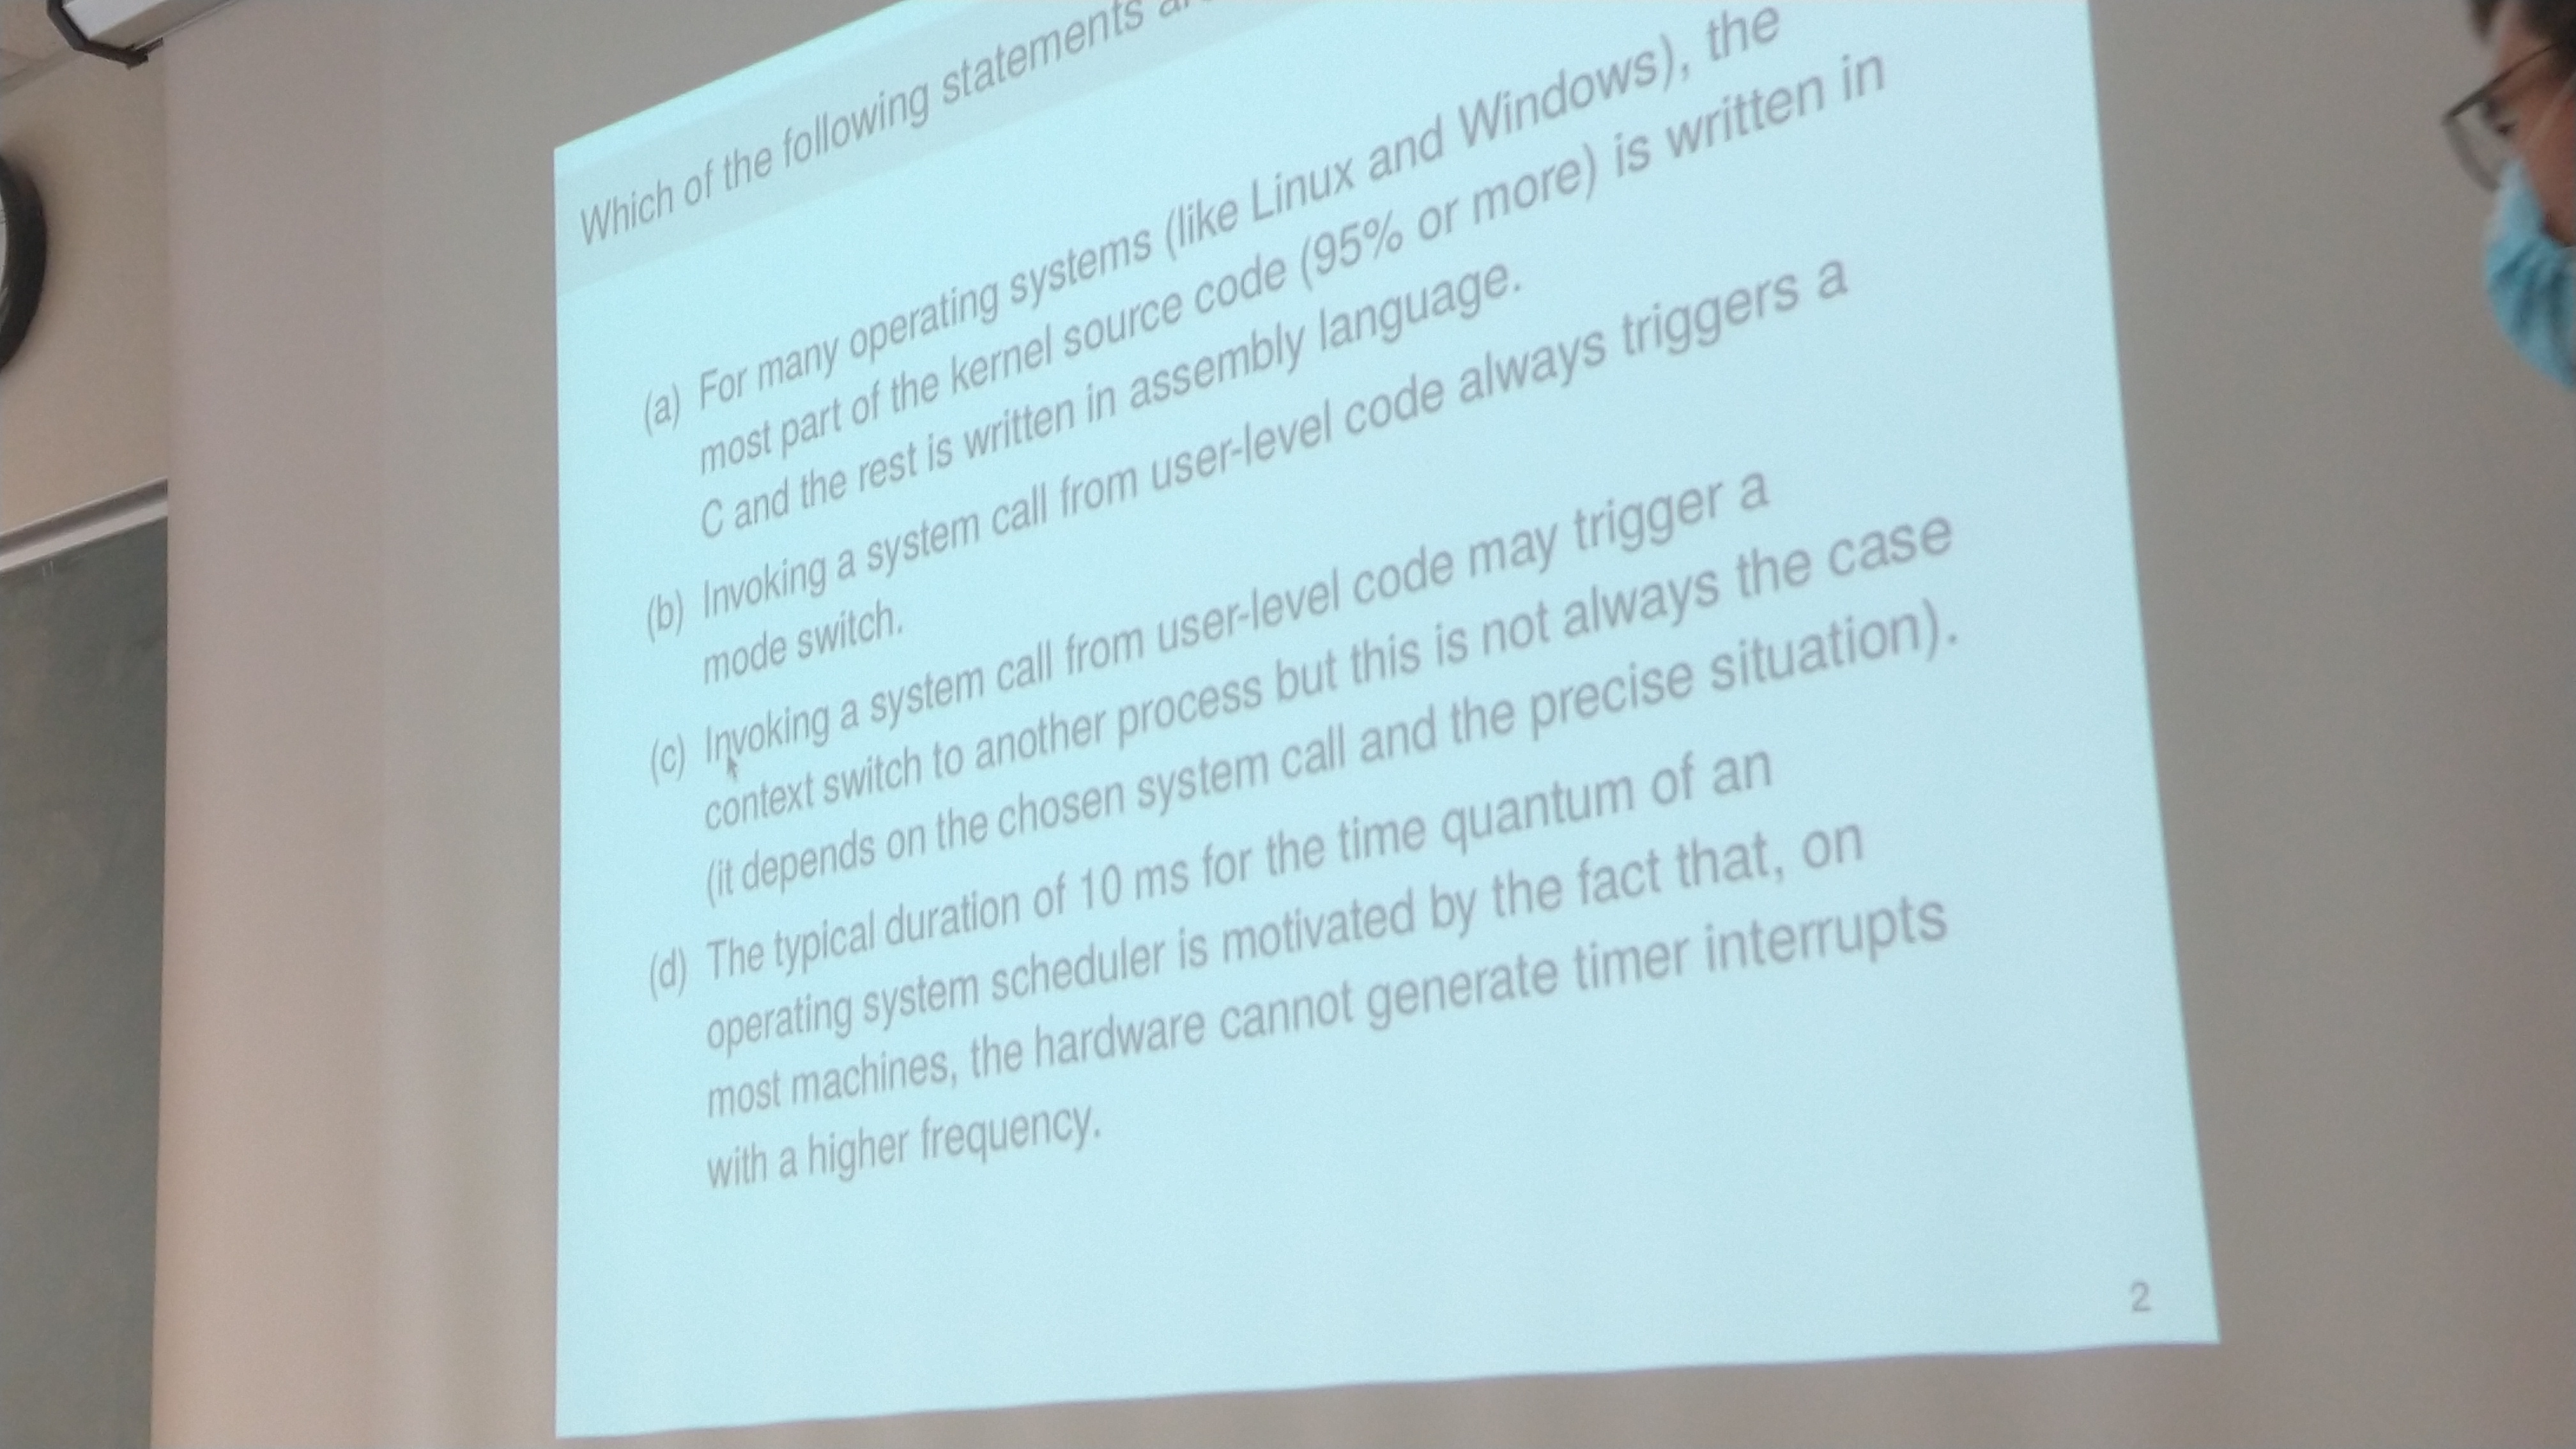 Which of the following statements
(a) For many operating systems (like Linux and Windows), the
most part of the kernel source code (95% or more) is written in
C and the rest is written in assembly language.
(b) Invoking a system call from user-level code always triggers a
mode switch.
(c) Invoking a system call from user-level code may trigger a
context switch to another process but this is not always the case
(it depends on the chosen system call and the precise situation).
(d) The typical duration of 10 ms for the time quantum of an
operating system scheduler is motivated by the fact that, on
most machines, the hardware cannot generate timer interrupts
with a higher frequency.
2